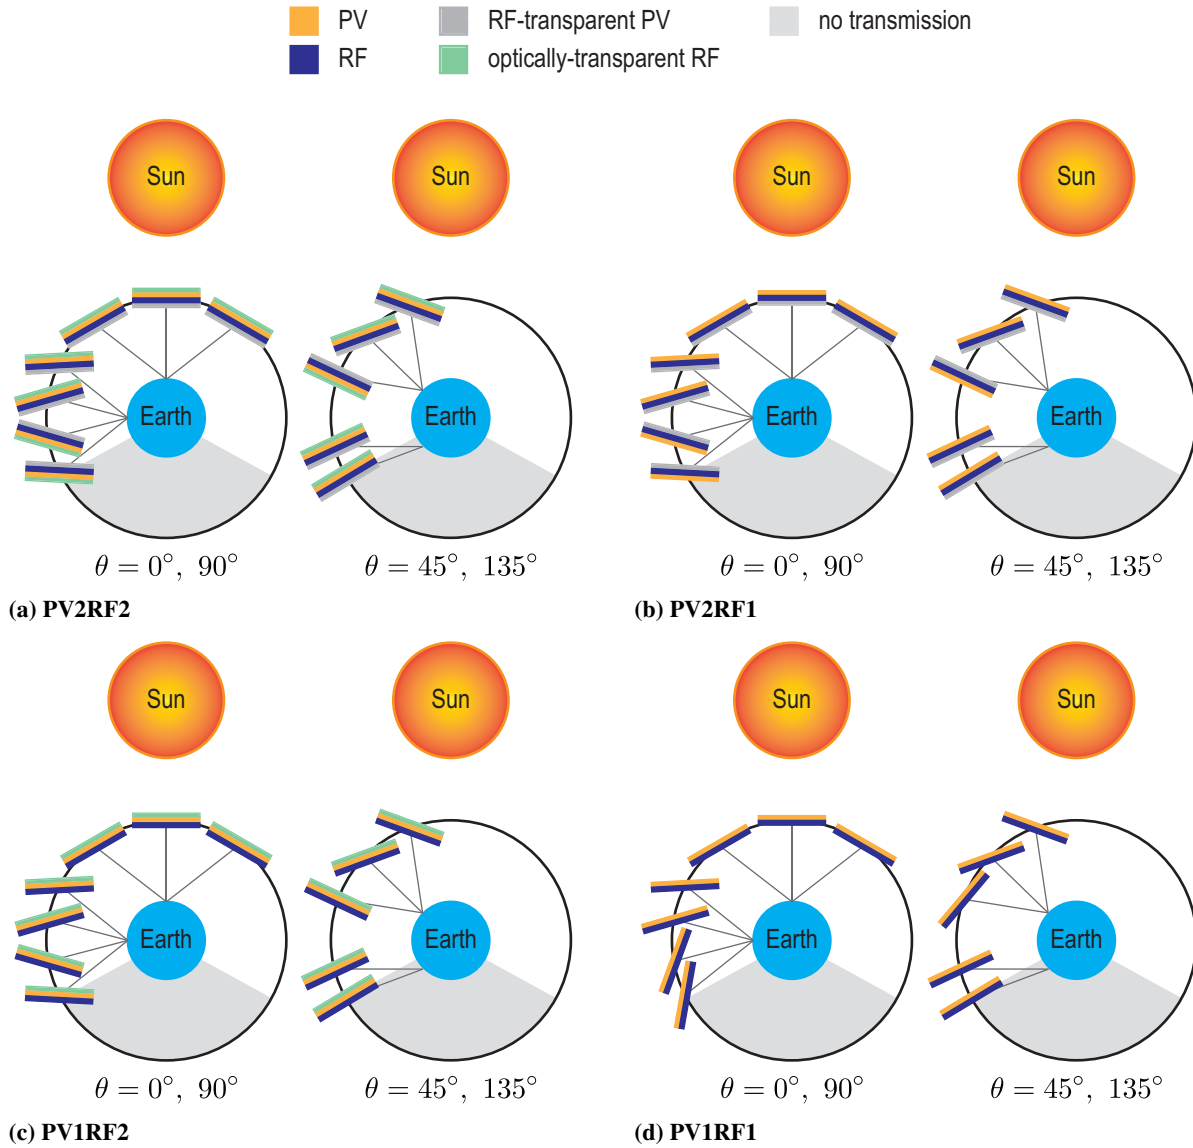 PV RF-transparent PV no transmission
RF optically-transparent RF
Sun Sun Sun Sun
Earth Earth Earth Earth
θ = 0°, 90° θ = 45°, 135° θ = 0°, 90° θ = 45°, 135°
(a) PV2RF2 (b) PV2RF1
Sun Sun Sun Sun
Earth Earth Earth Earth
θ = 0°, 90° θ = 45°, 135° θ = 0°, 90° θ = 45°, 135°
(c) PV1RF2 (d) PV1RF1